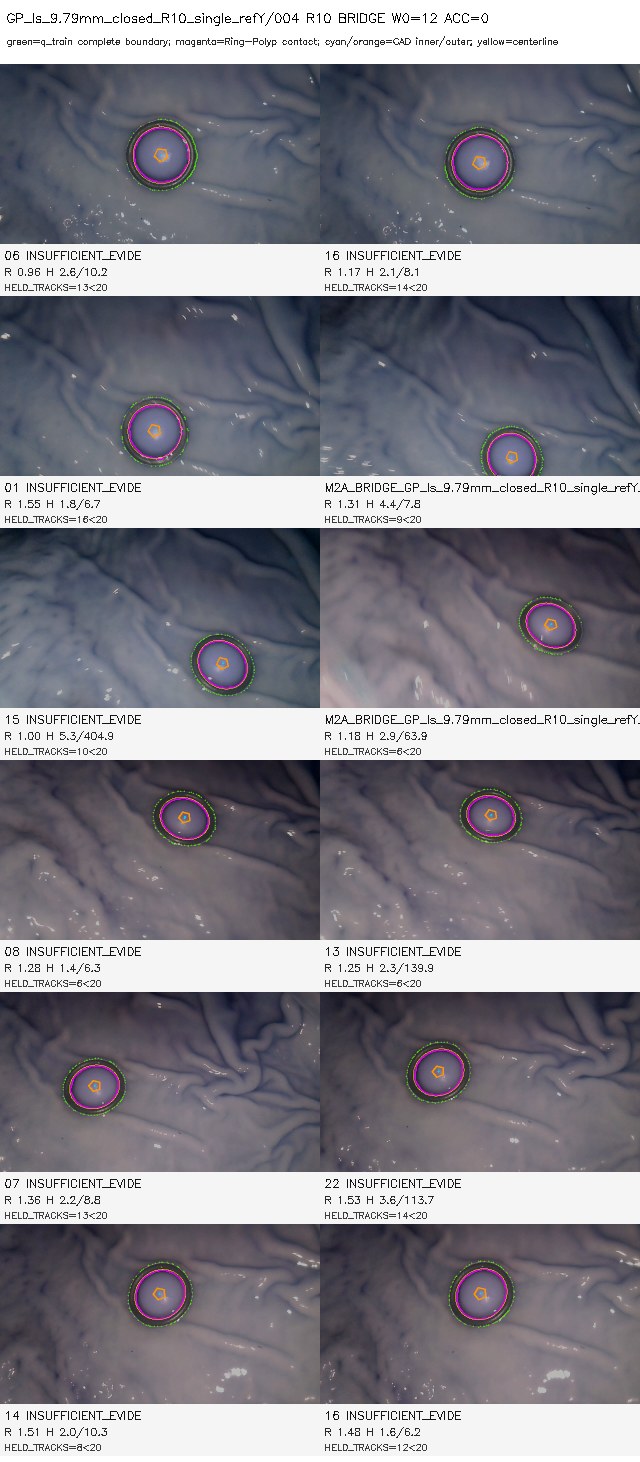 GP_Is_9.79mm_closed_R10_single_refY/004 R10 BRIDGE W0=12 ACC=0
green=q_train complete boundary; magenta=Ring-Polyp contact; cyan/orange=CAD inner/outer; yellow=centerline
06 INSUFFICIENT_EVIDE
R 0.96 H 2.6/10.2
HELD_TRACKS=13<20
16 INSUFFICIENT_EVIDE
R 1.17 H 2.1/8.1
HELD_TRACKS=14<20
01 INSUFFICIENT_EVIDE
R 1.55 H 1.8/6.7
HELD_TRACKS=16<20
M2A_BRIDGE_GP_Is_9.79mm_closed_R10_single_refY.
R 1.31 H 4.4/7.8
HELD_TRACKS=9<20
15 INSUFFICIENT_EVIDE
R 1.00 H 5.3/404.9
HELD_TRACKS=10<20
M2A_BRIDGE_GP_Is_9.79mm_closed_R10_single_refY.
R 1.18 H 2.9/63.9
HELD_TRACKS=6<20
08 INSUFFICIENT_EVIDE
R 1.28 H 1.4/6.3
HELD_TRACKS=6<20
13 INSUFFICIENT_EVIDE
R 1.25 H 2.3/139.9
HELD_TRACKS=6<20
07 INSUFFICIENT_EVIDE
R 1.36 H 2.2/8.8
HELD_TRACKS=13<20
22 INSUFFICIENT_EVIDE
R 1.53 H 3.6/113.7
HELD_TRACKS=14<20
14 INSUFFICIENT_EVIDE
R 1.51 H 2.0/10.3
HELD_TRACKS=8<20
16 INSUFFICIENT_EVIDE
R 1.48 H 1.6/6.2
HELD_TRACKS=12<20